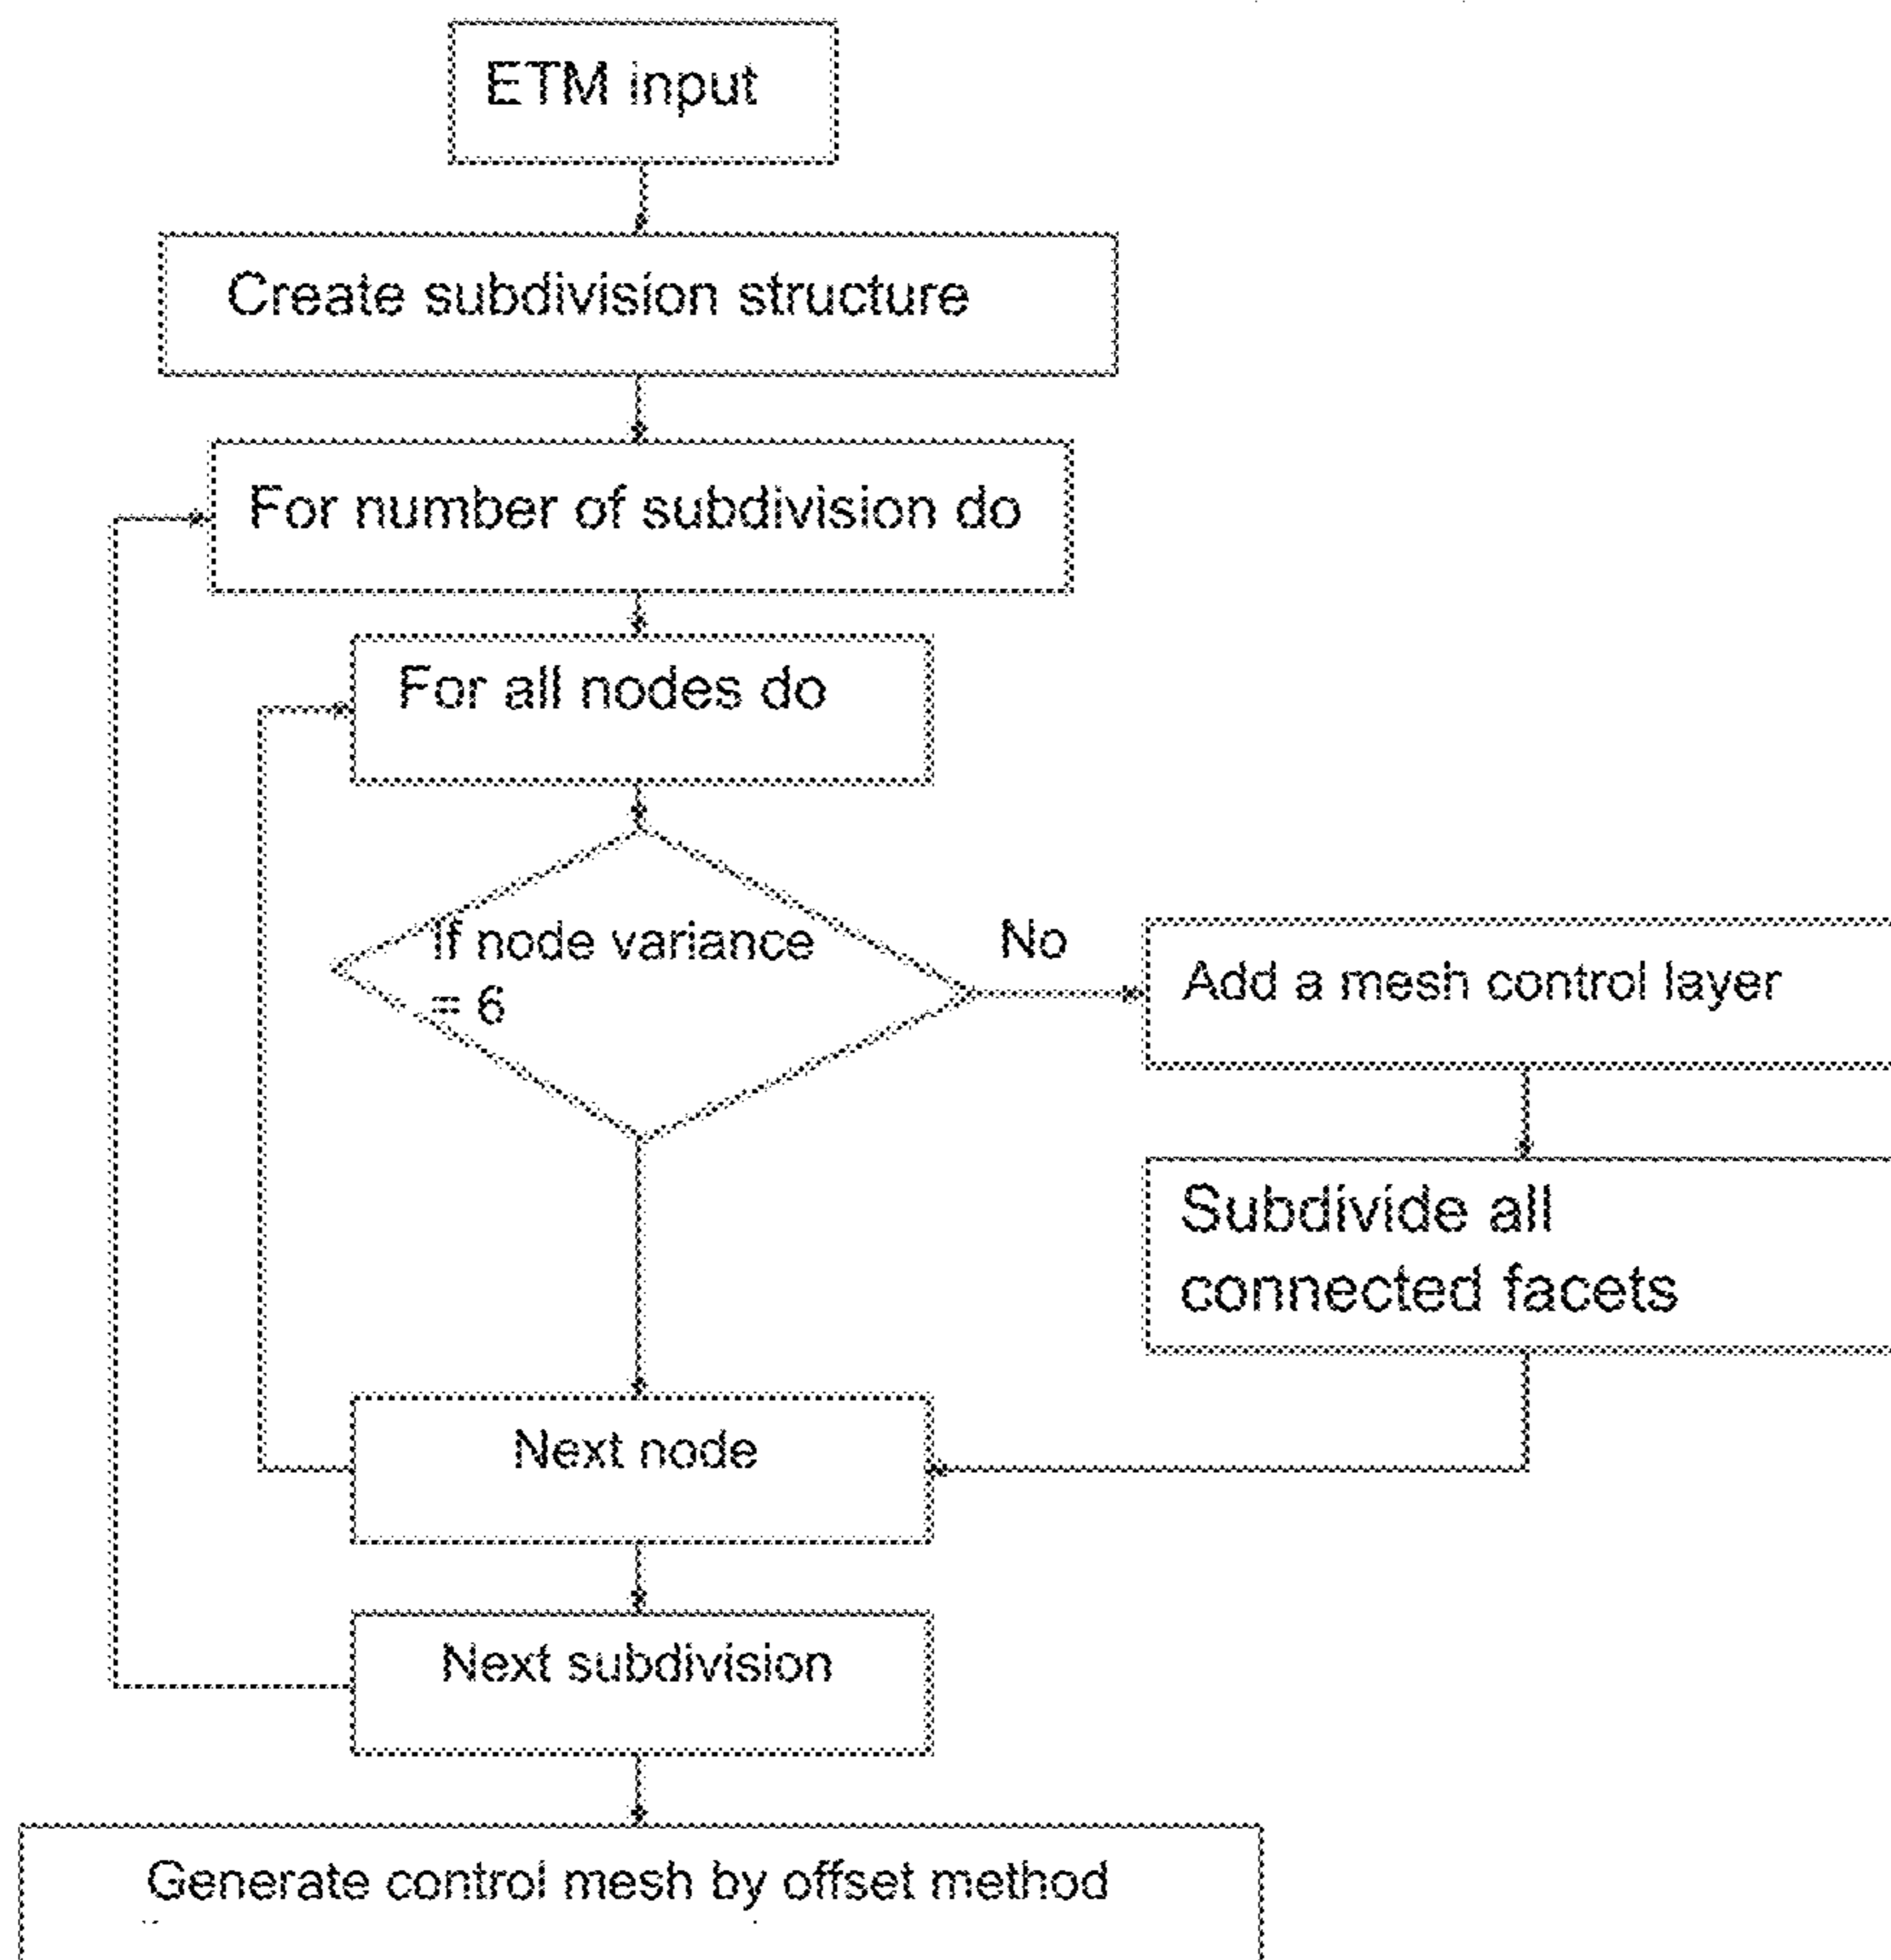 ETM input
Create subdivision structure
For number of subdivision do
For all nodes do
If node variance
= 6
No
Add a mesh control layer
Subdivide all
connected facets
Next node
Next subdivision
Generate control mesh by offset method